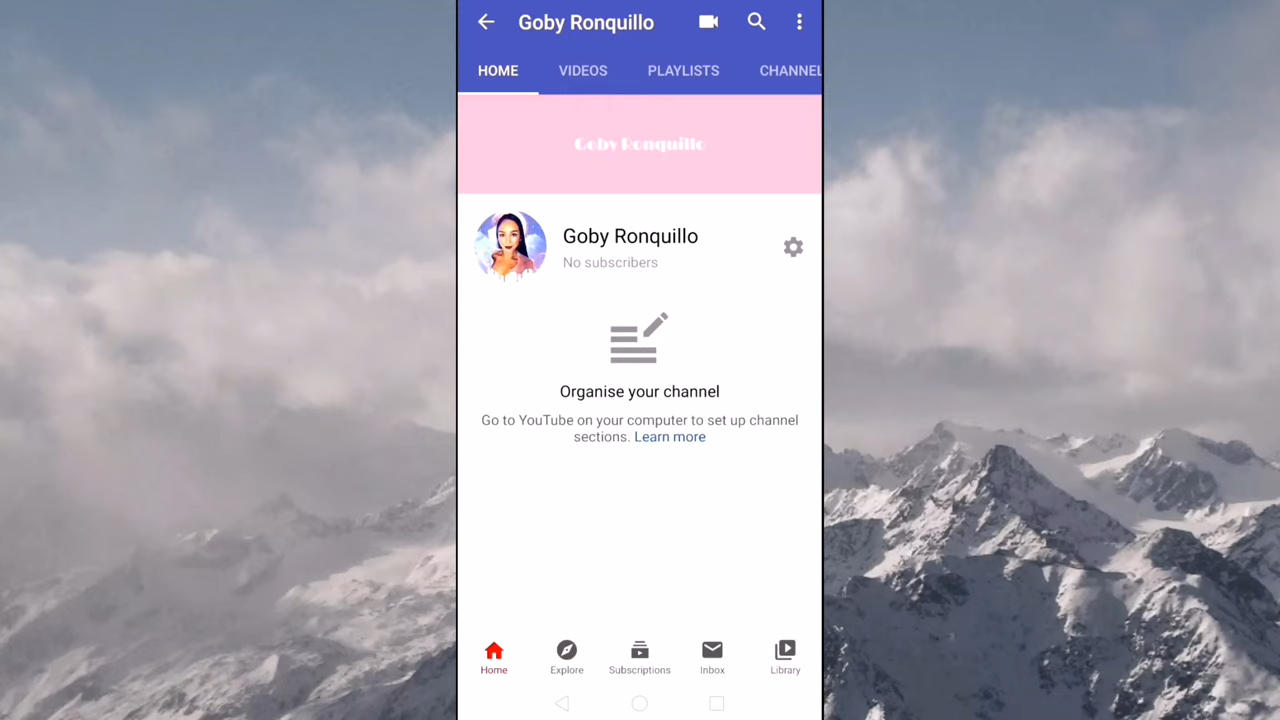 Goby Ronquillo
HOME VIDEOS PLAYLISTS CHANNEL
Goby Ronquillo
Goby Ronquillo
No subscribers
Organise your channel
Go to YouTube on your computer to set up channel
sections. Learn more
Home Explore Subscriptions Inbox Library